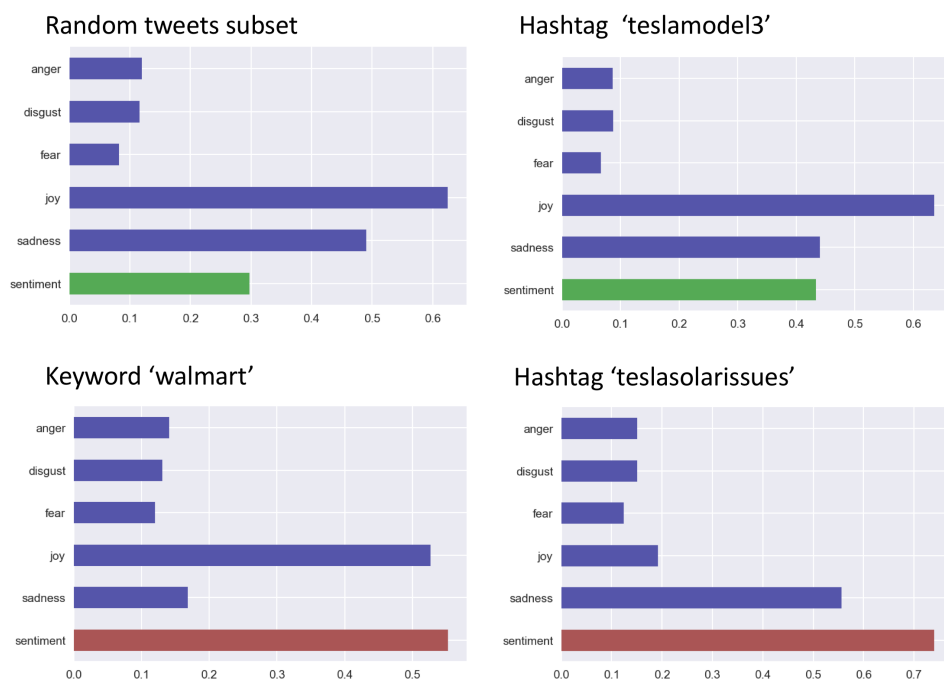 Random tweets subset
anger
disgust
fear
joy
sadness
sentiment
0.0 0.1 0.2 0.3 0.4 0.5 0.6
Hashtag ‘teslamodel3’
anger
disgust
fear
joy
sadness
sentiment
0.0 0.1 0.2 0.3 0.4 0.5 0.6
Keyword ‘walmart’
anger
disgust
fear
joy
sadness
sentiment
0.0 0.1 0.2 0.3 0.4 0.5
Hashtag ‘teslasolarissues’
anger
disgust
fear
joy
sadness
sentiment
0.0 0.1 0.2 0.3 0.4 0.5 0.6 0.7